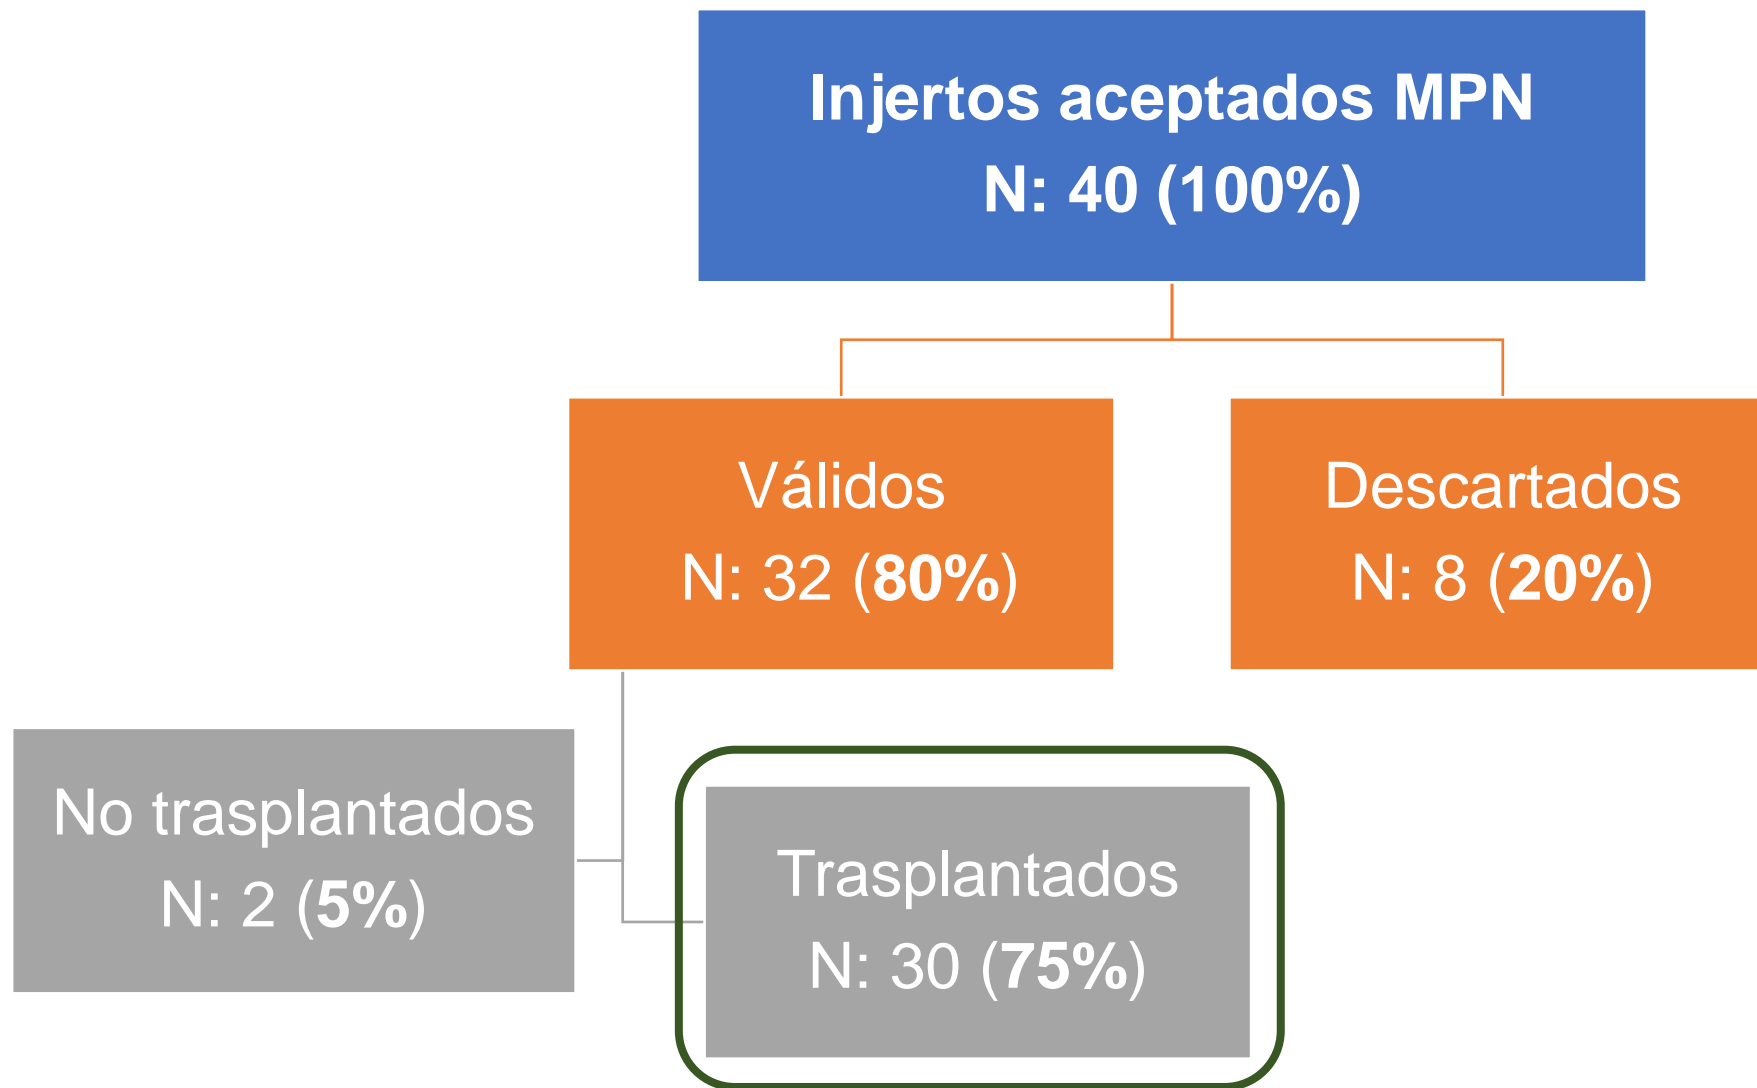 Injertos aceptados MPN
N: 40 (100%)
Válidos
N: 32 (80%)
Descartados
N: 8 (20%)
No trasplantados
N: 2 (5%)
Trasplantados
N: 30 (75%)